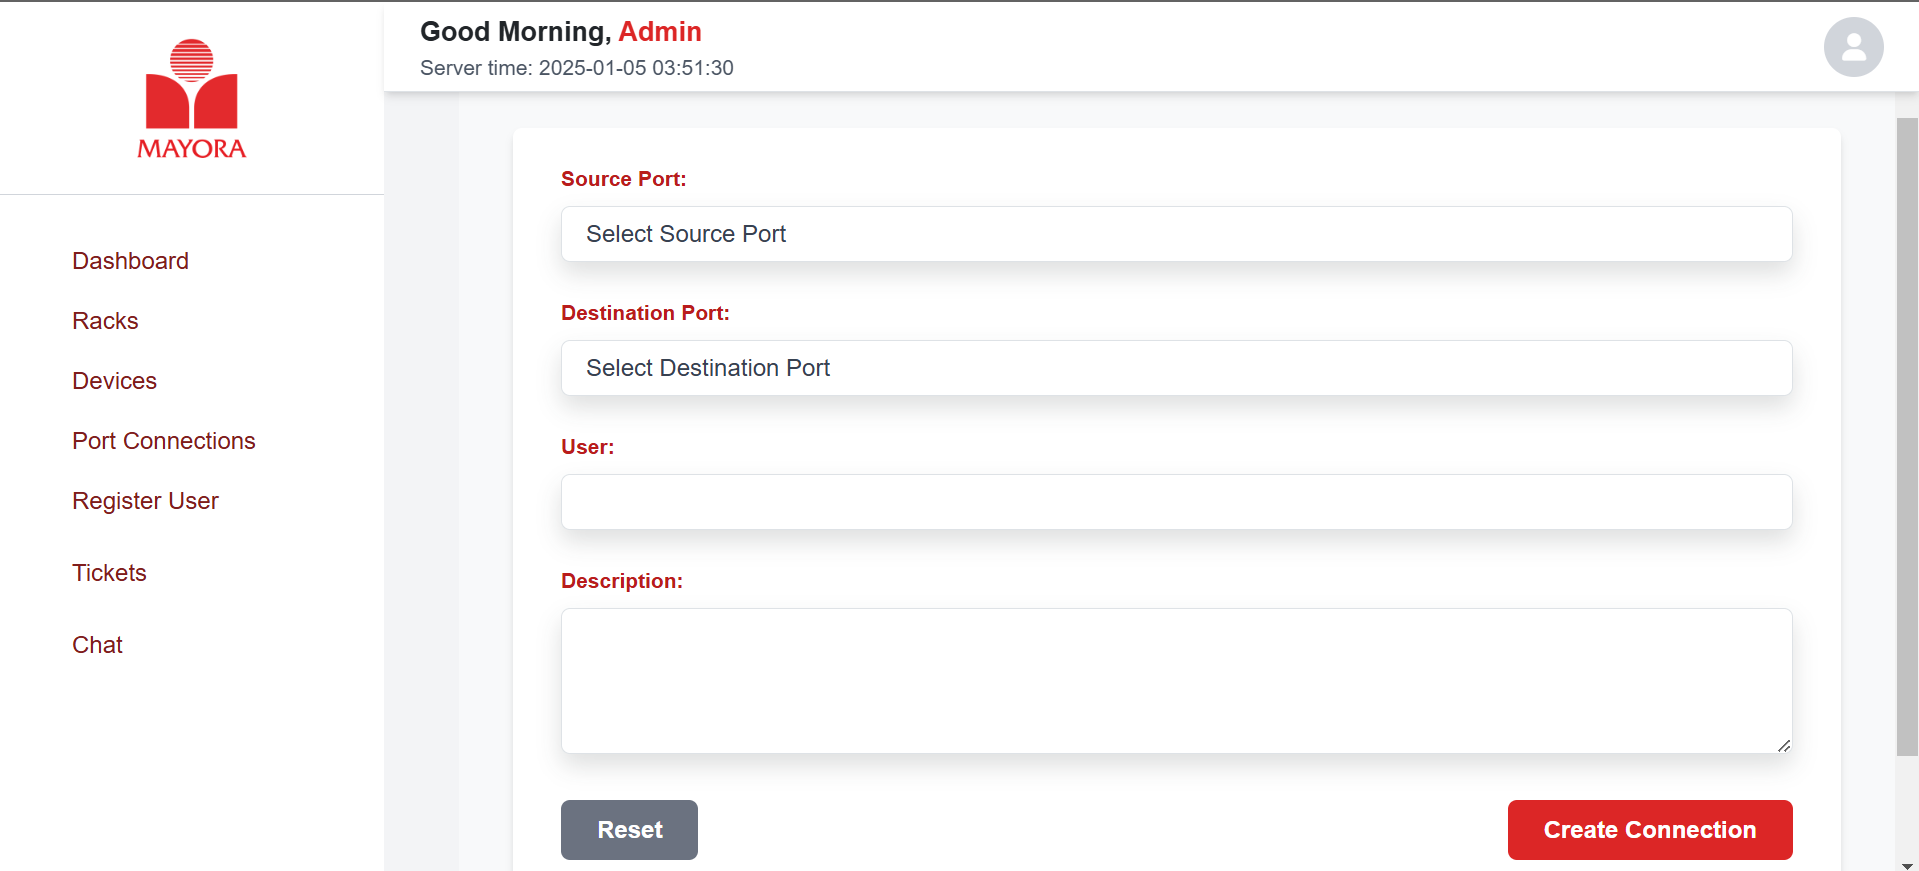 MAYORA
Dashboard
Racks
Devices
Port Connections
Register User
Tickets
Chat
Good Morning, Admin
Server time: 2025-01-05 03:51:30
Source Port:
Select Source Port
Destination Port:
Select Destination Port
User:
Description:
Reset
Create Connection